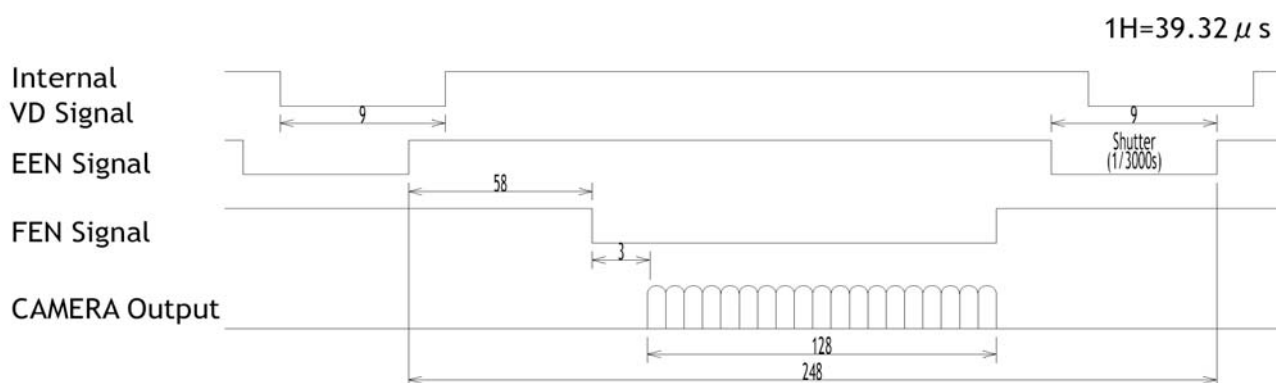 1H=39.32 μ s
Internal
VD Signal
9
9
EEN Signal
Shutter
(1/3000s)
58
FEN Signal
3
CAMERA Output
128
248